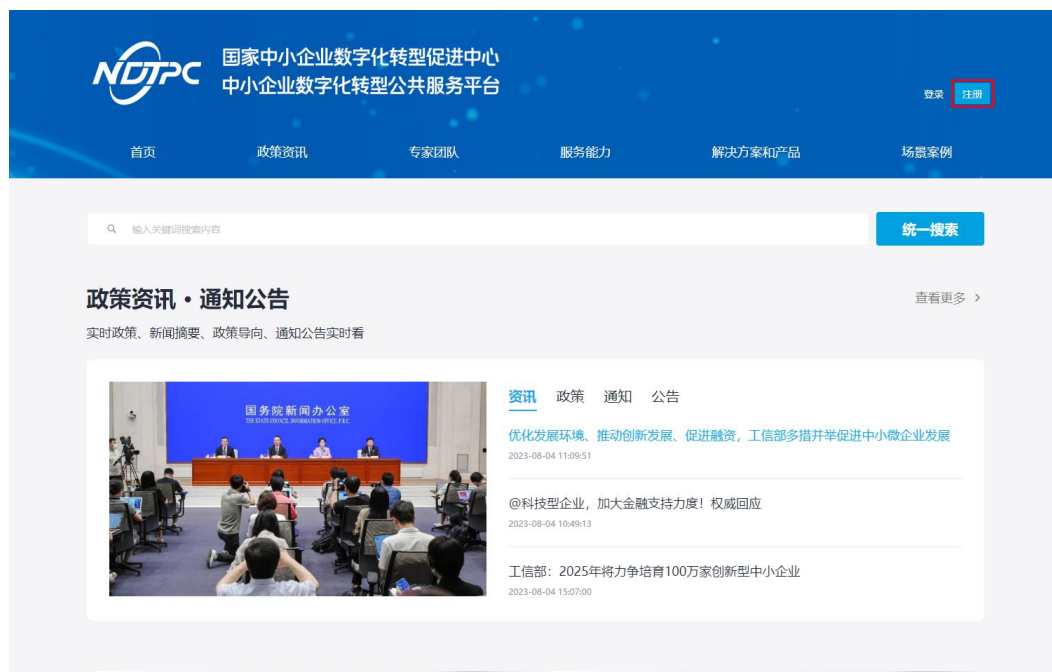 NDTPC
国家中小企业数字化转型促进中心
中小企业数字化转型公共服务平台
登录 注册
首页 政策资讯 专家团队 服务能力 解决方案和产品 场景案例
输入关键词搜索内容 统一搜索
政策资讯·通知公告 查看更多
实时政策、新闻摘要、政策导向、通知公告实时看
国务院新闻办公室
THE STATE COUNCIL INFORMATION OFFICE, P.R.C
资讯 政策 通知 公告
优化发展环境、推动创新发展、促进融资，工信部多措并举促进中小微企业发展
2023-08-04 11:09:51
@科技型企业，加大金融支持力度！权威回应
2023-08-04 10:49:13
工信部：2025年将力争培育100万家创新型中小企业
2023-08-04 15:07:00